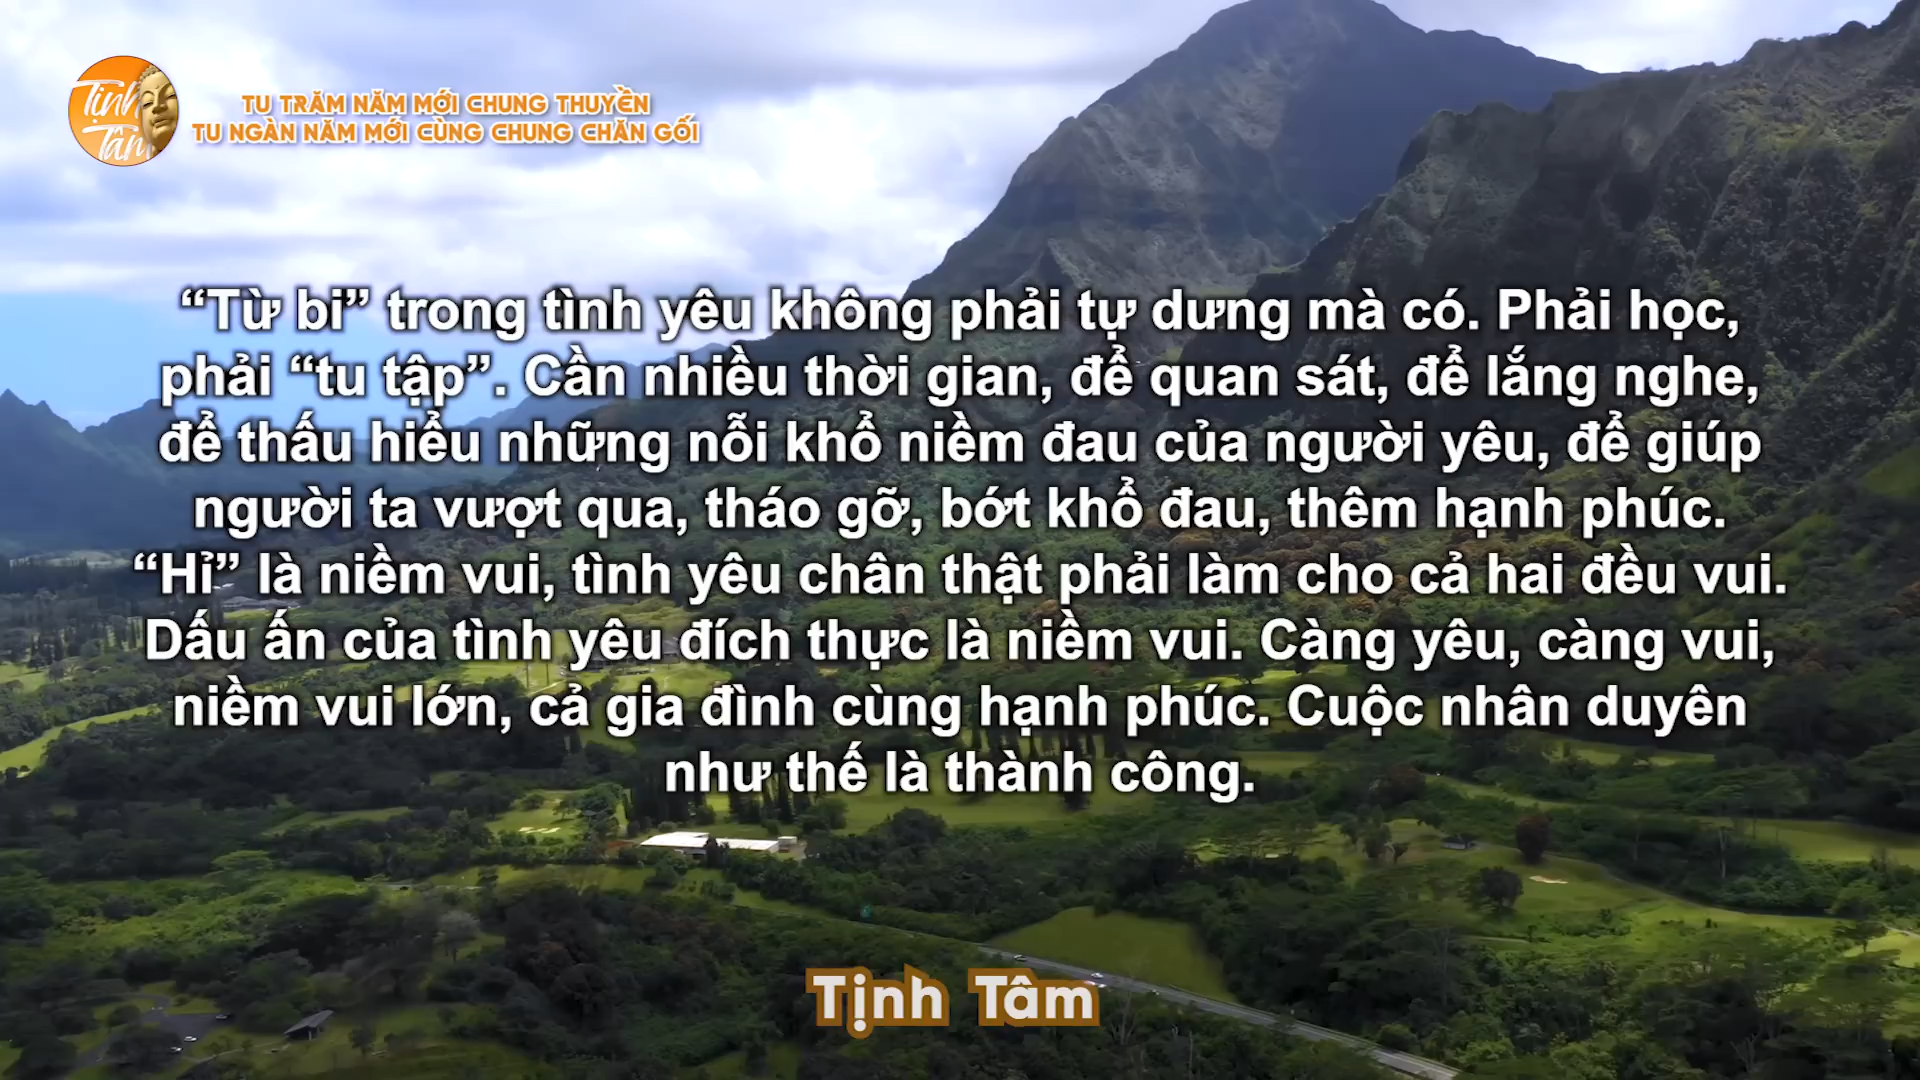 Tịnh
Tâm
TU TRĂM NĂM MỚI CHUNG THUYỀN
TU NGÀN NĂM MỚI CÙNG CHUNG CHĂN GỐI
“Từ bi” trong tình yêu không phải tự dưng mà có. Phải học,
phải “tu tập”. Cần nhiều thời gian, để quan sát, để lắng nghe,
để thấu hiểu những nỗi khổ niềm đau của người yêu, để giúp
người ta vượt qua, tháo gỡ, bớt khổ đau, thêm hạnh phúc.
“Hỉ” là niềm vui, tình yêu chân thật phải làm cho cả hai đều vui.
Dấu ấn của tình yêu đích thực là niềm vui. Càng yêu, càng vui,
niềm vui lớn, cả gia đình cùng hạnh phúc. Cuộc nhân duyên
như thế là thành công.
Tịnh Tâm